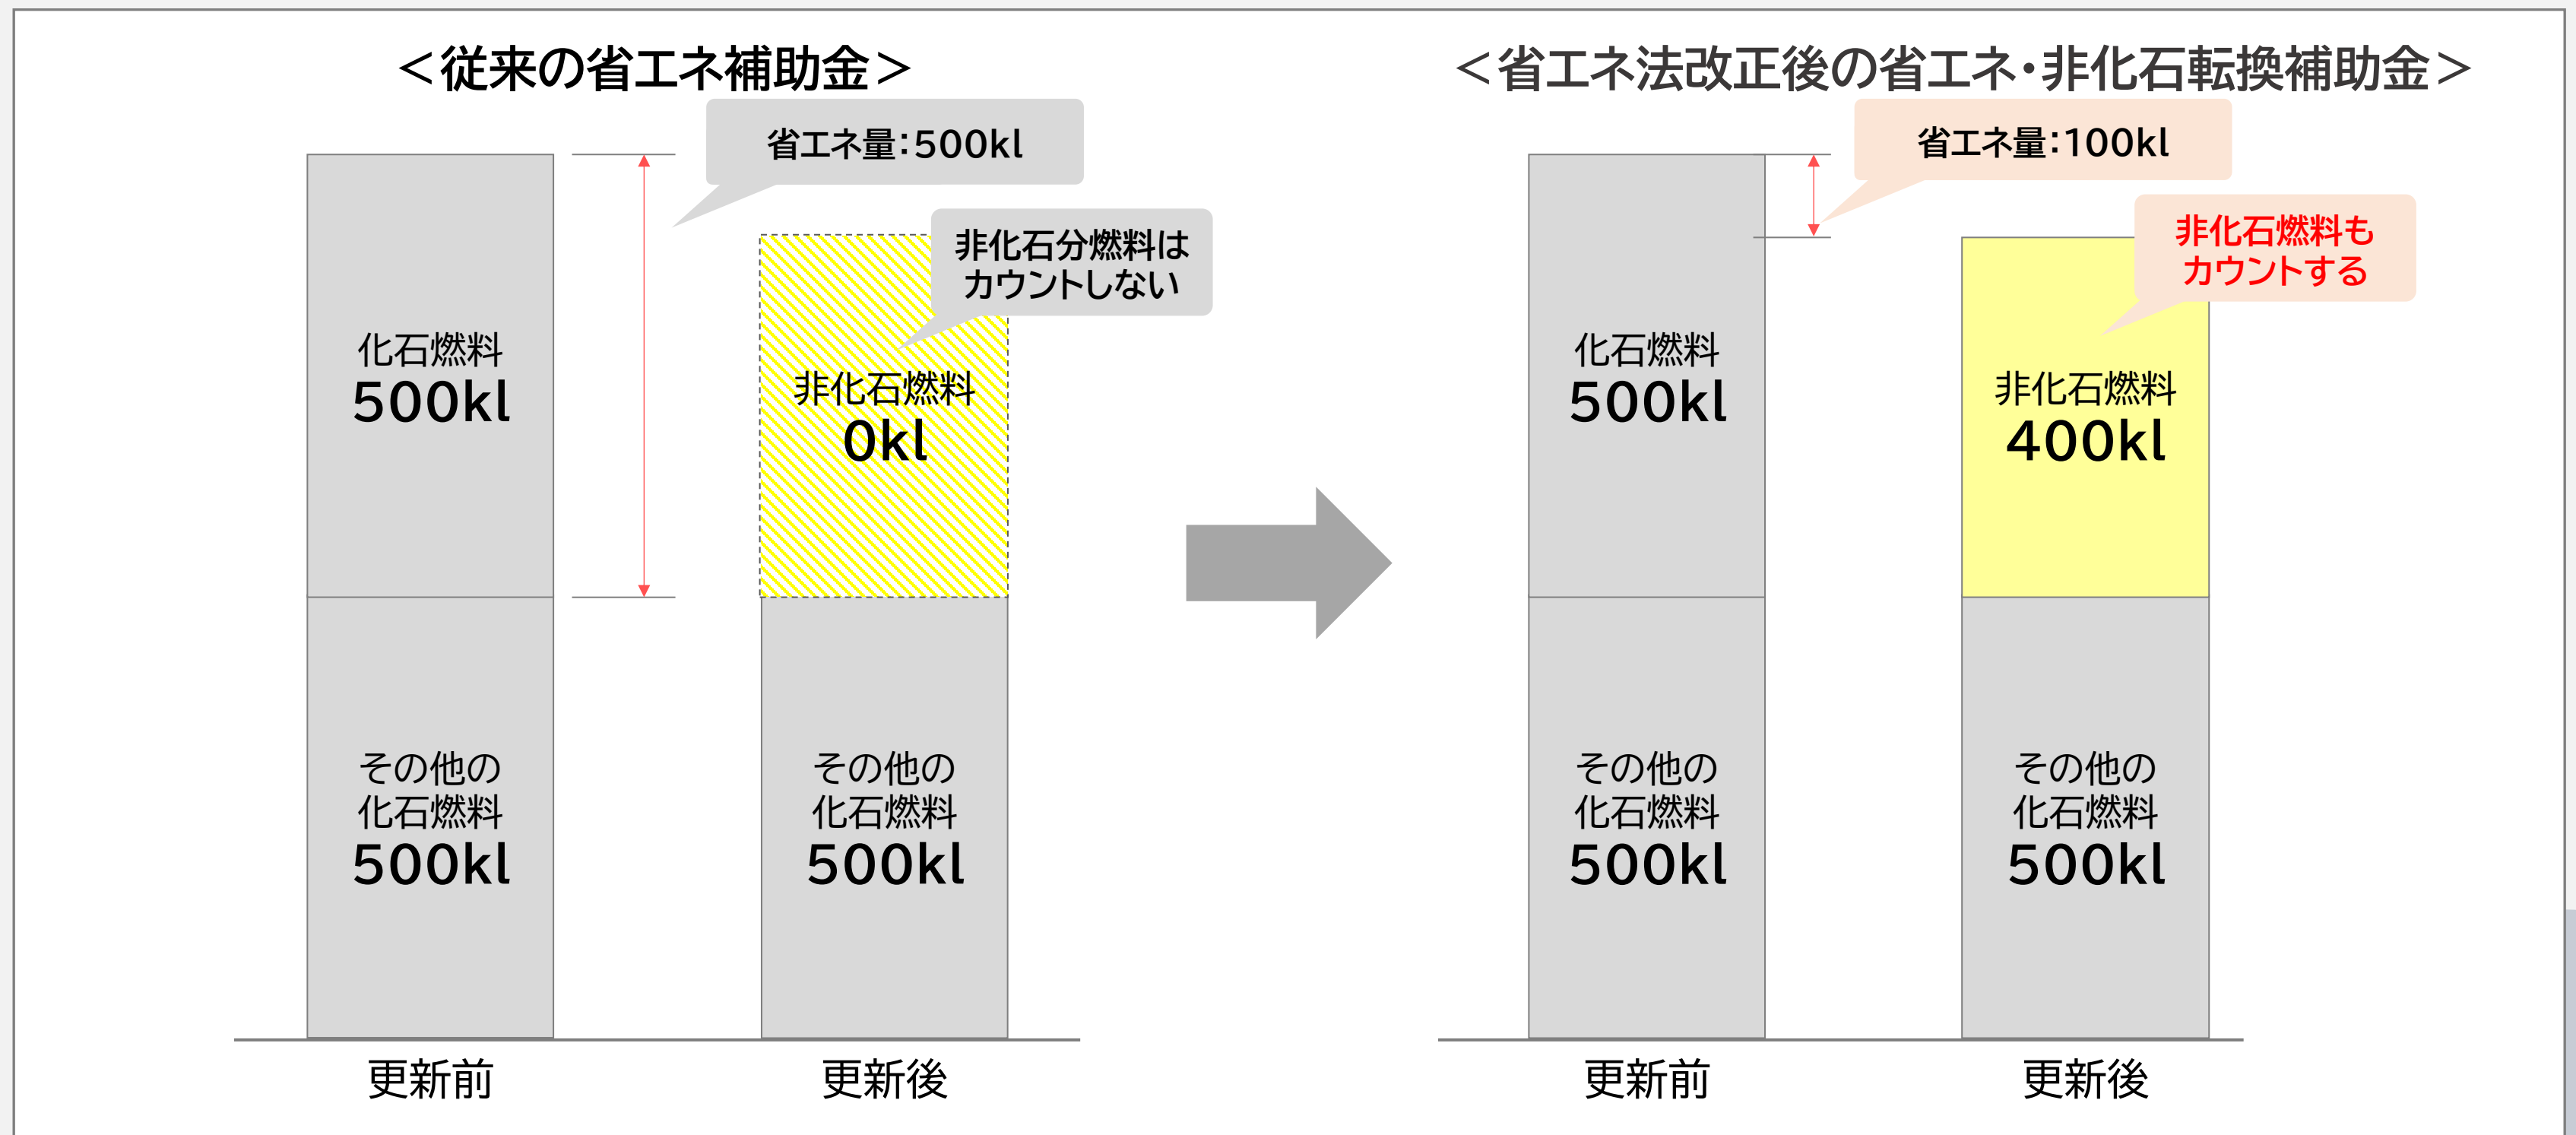 ＜従来の省エネ補助金＞
省エネ量：500kl
非化石分燃料は
カウントしない
化石燃料
500kl
非化石燃料
0kl
その他の
化石燃料
500kl
その他の
化石燃料
500kl
更新前
更新後
＜省エネ法改正後の省エネ・非化石転換補助金＞
省エネ量：100kl
非化石燃料も
カウントする
化石燃料
500kl
非化石燃料
400kl
その他の
化石燃料
500kl
その他の
化石燃料
500kl
更新前
更新後